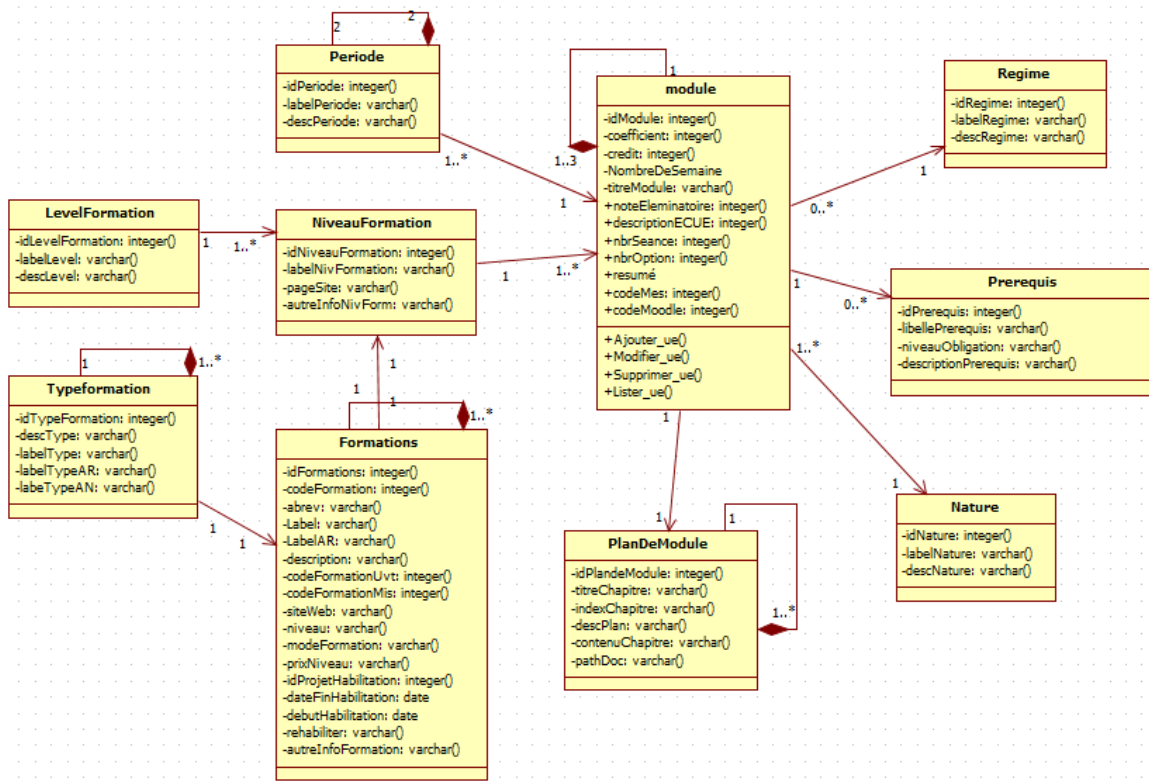 2
2
Periode
-idPeriode: integer()
-labelPeriode: varchar()
-descPeriode: varchar()
1..*
1
1
1..3
module
-idModule: integer()
-coefficient: integer()
-credit: integer()
-NombreDeSemaine
-titreModule: varchar()
+noteEleminatoire: integer()
+descriptionECUE: integer()
+nbrSeance: integer()
+nbrOption: integer()
+resumé
+codeMes: integer()
+codeMoodle: integer()
+Ajouter_ue()
+Modifier_ue()
+Supprimer_ue()
+Lister_ue()
Regime
-idRegime: integer()
-labelRegime: varchar()
-descRegime: varchar()
1
0..*
LevelFormation
-idLevelFormation: integer()
-labelLevel: varchar()
-descLevel: varchar()
1
1..*
NiveauFormation
-idNiveauFormation: integer()
-labelNivFormation: varchar()
-pageSite: varchar()
-autreInfoNivForm: varchar()
1
1..*
Prerequis
-idPrerequis: integer()
-libellePrerequis: varchar()
-niveauObligation: varchar()
-descriptionPrerequis: varchar()
1
0..*
1
1..*
Typeformation
-idTypeFormation: integer()
-descType: varchar()
-labelType: varchar()
-labelTypeAR: varchar()
-labeTypeAN: varchar()
1
1
1
1
1
1..*
Formations
-idFormations: integer()
-codeFormation: integer()
-abrev: varchar()
-Label: varchar()
-LabelAR: varchar()
-description: varchar()
-codeFormationUvt: integer()
-codeFormationMis: integer()
-siteWeb: varchar()
-niveau: varchar()
-modeFormation: varchar()
-prixNiveau: varchar()
-idProjetHabilitation: integer()
-dateFinHabilitation: date
-debutHabilitation: date
-rehabiliter: varchar()
-autreInfoFormation: varchar()
1
1
1
1..*
PlanDeModule
-idPlandeModule: integer()
-titreChapitre: varchar()
-indexChapitre: varchar()
-descPlan: varchar()
-contenuChapitre: varchar()
-pathDoc: varchar()
1..*
1
Nature
-idNature: integer()
-labelNature: varchar()
-descNature: varchar()